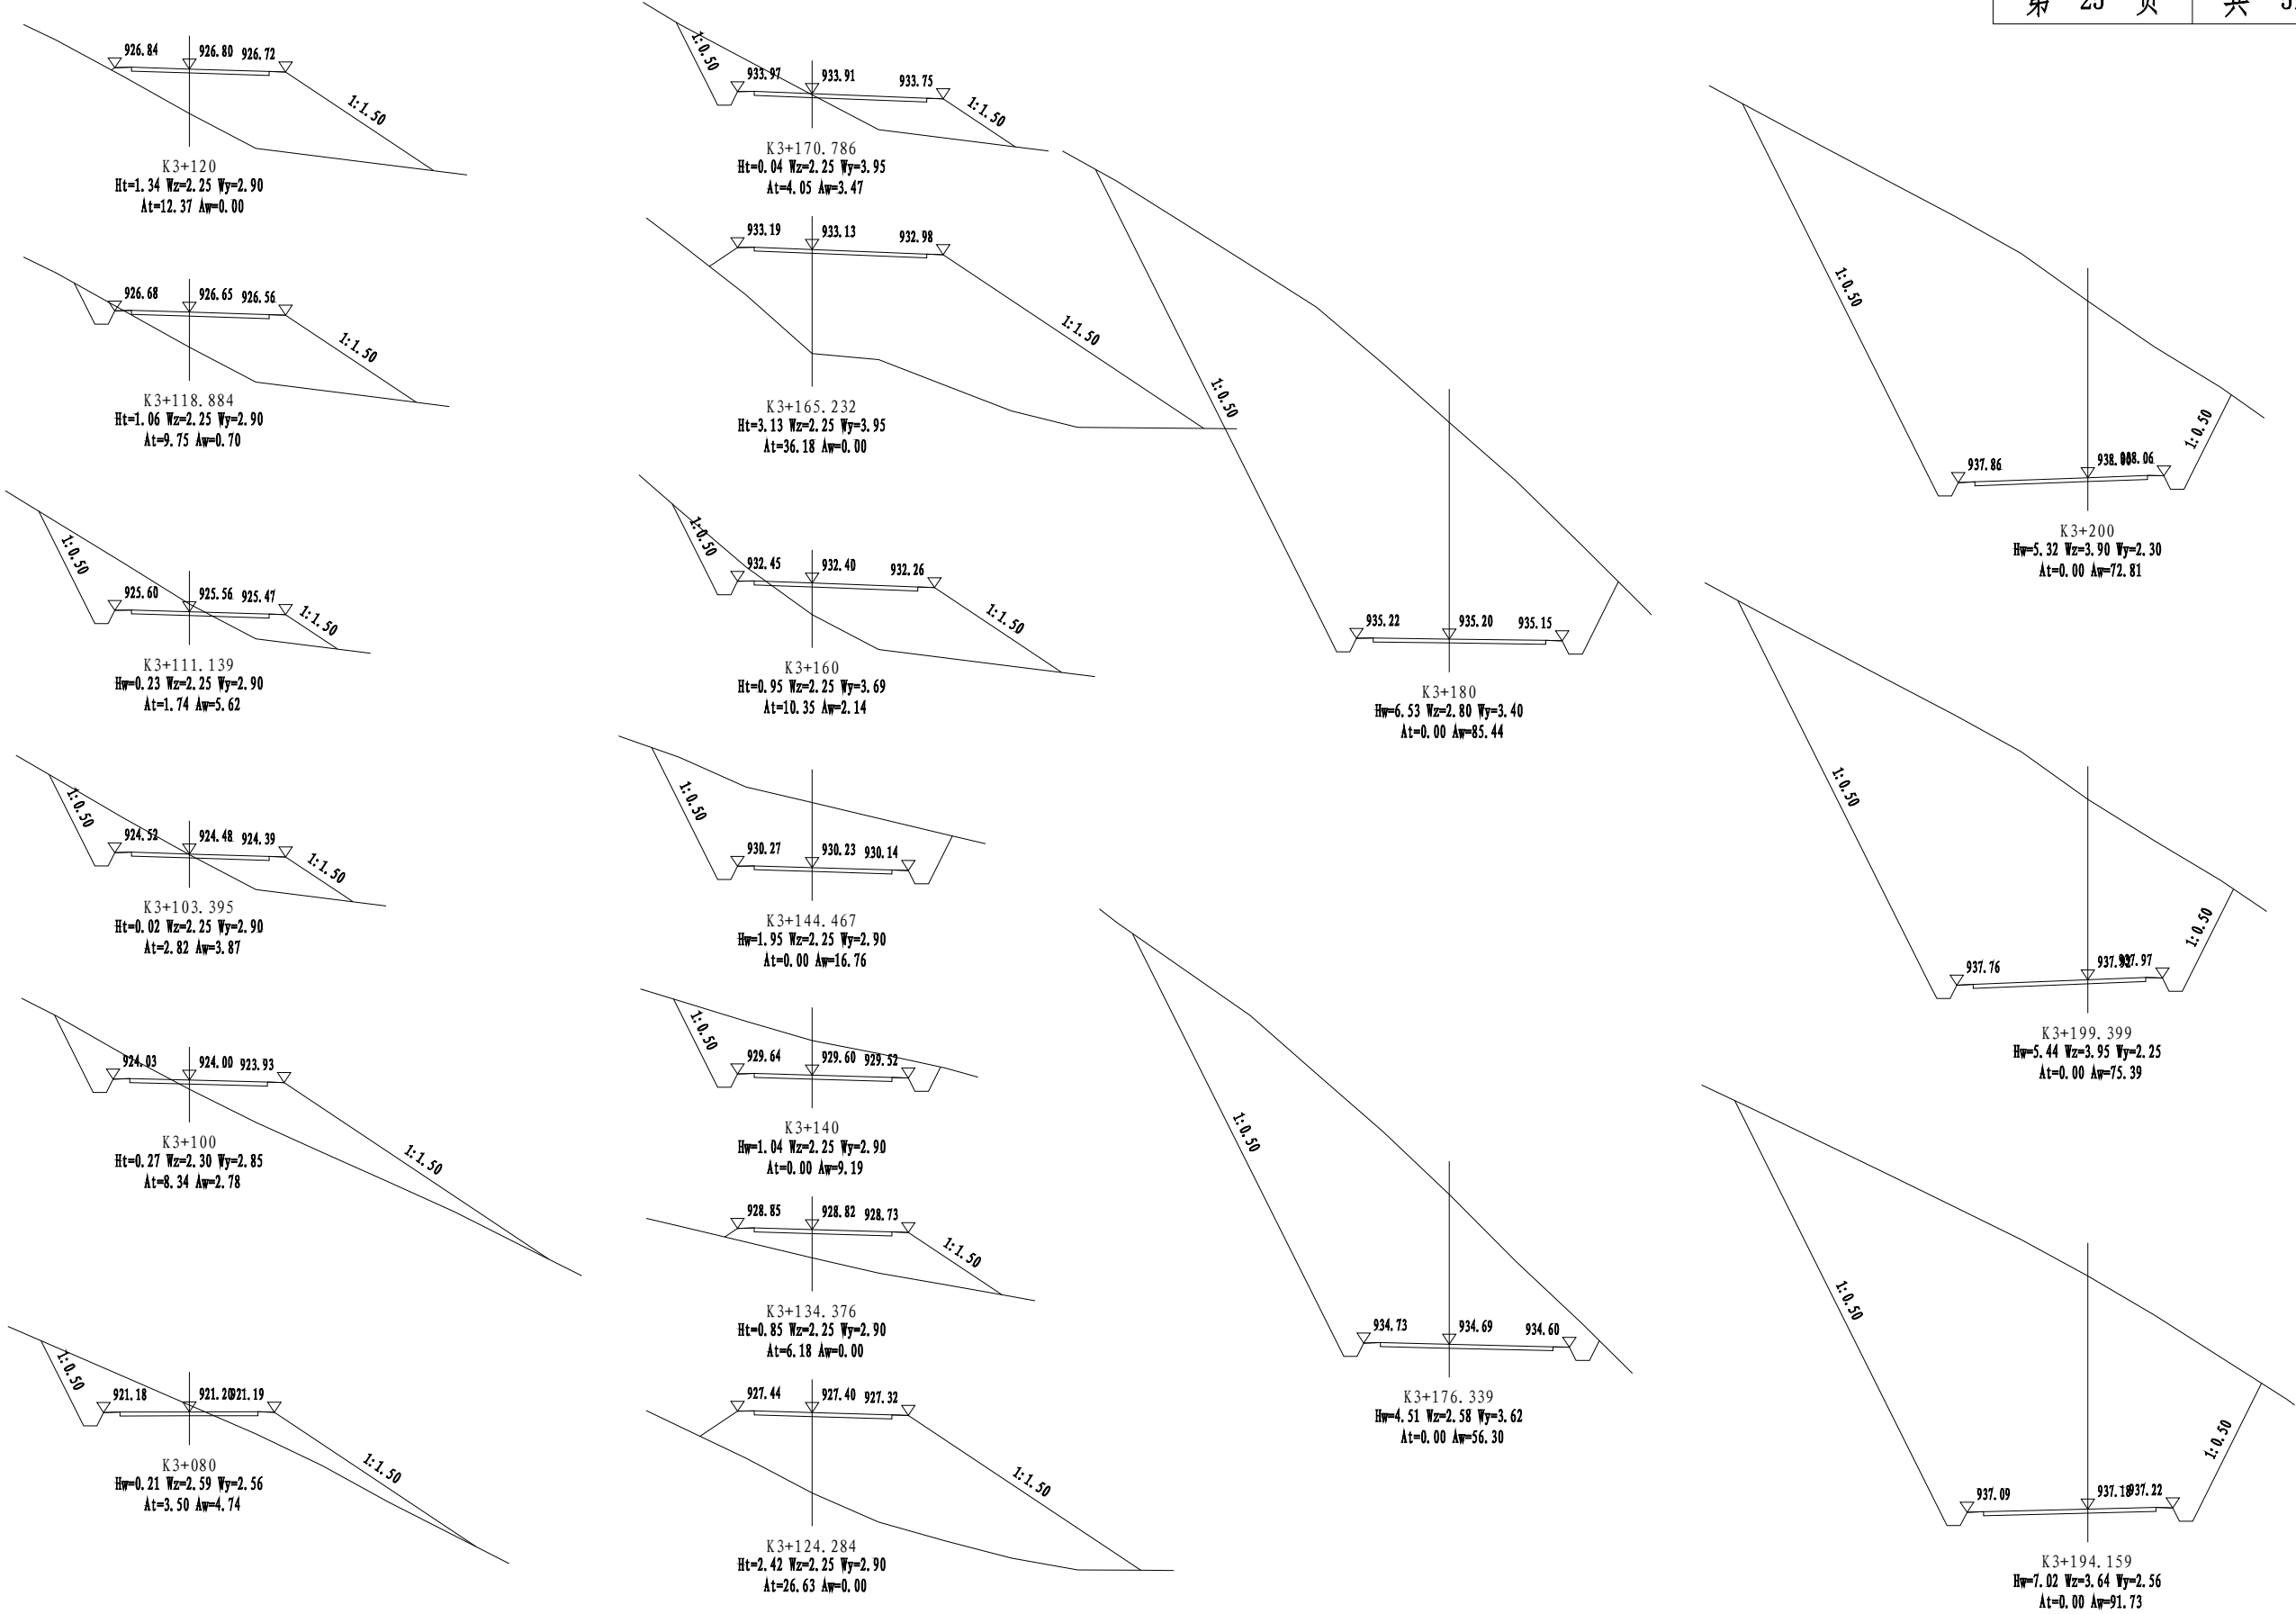 第 25 页 共
926.84 926.80 926.72
1:1.50
K3+120
Ht=1.34 Wz=2.25 Wy=2.90
At=12.37 Aw=0.00
926.68 926.65 926.56
1:1.50
K3+118.884
Ht=1.06 Wz=2.25 Wy=2.90
At=9.75 Aw=0.70
1:0.50
925.60 925.56 925.47
1:1.50
K3+111.139
Hw=0.23 Wz=2.25 Wy=2.90
At=1.74 Aw=5.62
1:0.50
924.52 924.48 924.39
1:1.50
K3+103.395
Ht=0.02 Wz=2.25 Wy=2.90
At=2.82 Aw=3.87
924.03 924.00 923.93
1:1.50
K3+100
Ht=0.27 Wz=2.30 Wy=2.85
At=8.34 Aw=2.78
1:0.50
921.18 921.20 921.19
1:1.50
K3+080
Hw=0.21 Wz=2.59 Wy=2.56
At=3.50 Aw=4.74
1:0.50
933.97 933.91 933.75
1:1.50
K3+170.786
Ht=0.04 Wz=2.25 Wy=3.95
At=4.05 Aw=3.47
933.19 933.13 932.98
1:1.50
K3+165.232
Ht=3.13 Wz=2.25 Wy=3.95
At=36.18 Aw=0.00
1:0.50
932.45 932.40 932.26
1:1.50
K3+160
Ht=0.95 Wz=2.25 Wy=3.69
At=10.35 Aw=2.14
1:0.50
930.27 930.23 930.14
K3+144.467
Hw=1.95 Wz=2.25 Wy=2.90
At=0.00 Aw=16.76
1:0.50
929.64 929.60 929.52
K3+140
Hw=1.04 Wz=2.25 Wy=2.90
At=0.00 Aw=9.19
928.85 928.82 928.73
1:1.50
K3+134.376
Ht=0.85 Wz=2.25 Wy=2.90
At=6.18 Aw=0.00
927.44 927.40 927.32
1:1.50
K3+124.284
Ht=2.42 Wz=2.25 Wy=2.90
At=26.63 Aw=0.00
1:0.50
935.22 935.20 935.15
K3+180
Hw=6.53 Wz=2.80 Wy=3.40
At=0.00 Aw=85.44
1:0.50
934.73 934.69 934.60
K3+176.339
Hw=4.51 Wz=2.58 Wy=3.62
At=0.00 Aw=56.30
1:0.50
1:0.50
937.86 938.06
K3+200
Hw=5.32 Wz=3.90 Wy=2.30
At=0.00 Aw=72.81
1:0.50
1:0.50
937.76 937.97
K3+199.399
Hw=5.44 Wz=3.95 Wy=2.25
At=0.00 Aw=75.39
1:0.50
1:0.50
937.09 937.18 937.22
K3+194.159
Hw=7.02 Wz=3.64 Wy=2.56
At=0.00 Aw=91.73